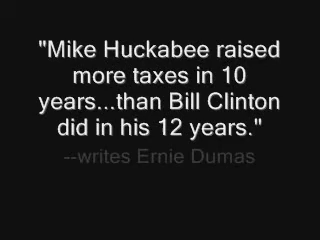 "Mike Huckabee raised
more taxes in 10
years...than Bill Clinton
did in his 12 years."
--writes Ernie Dumas